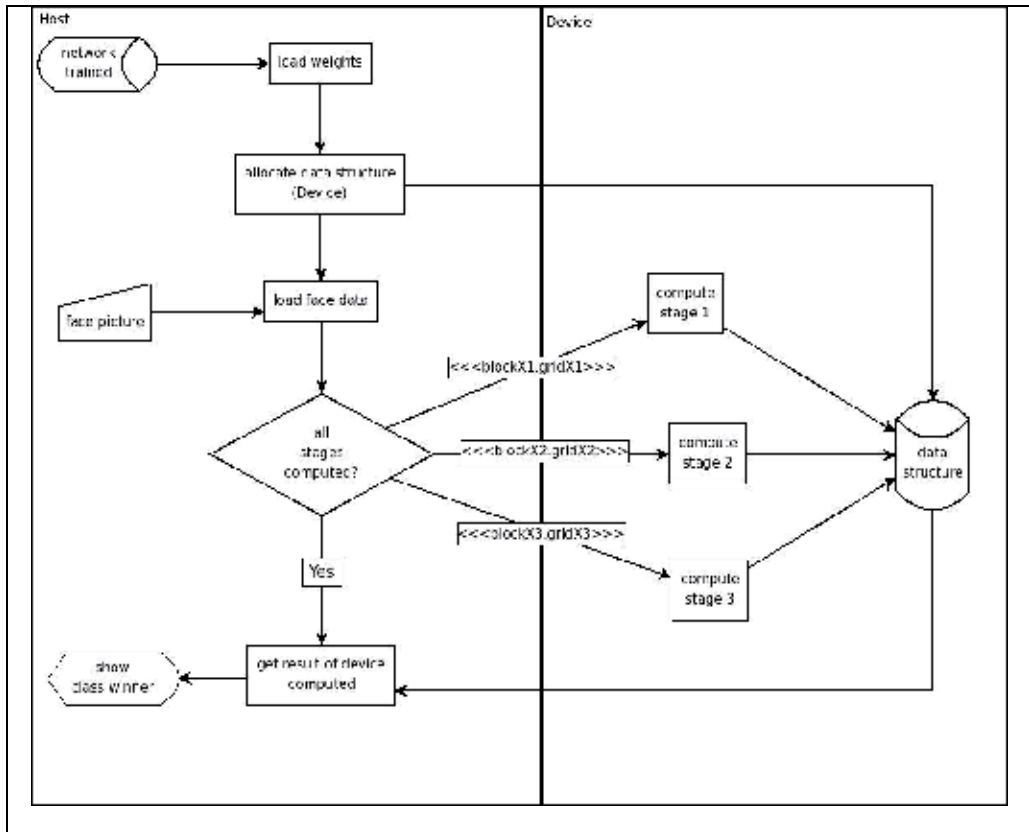 Host
Device
network
trained
load weights
allocate data structure
(Device)
load face data
face picture
compute
stage 1
<<<blockX1.gridX1>>>
all
stages
computed?
<<<blockX2.gridX2>>>
compute
stage 2
data
structure
<<<blockX3.gridX3>>>
Yes
compute
stage 3
show
class winner
get result of device
computed